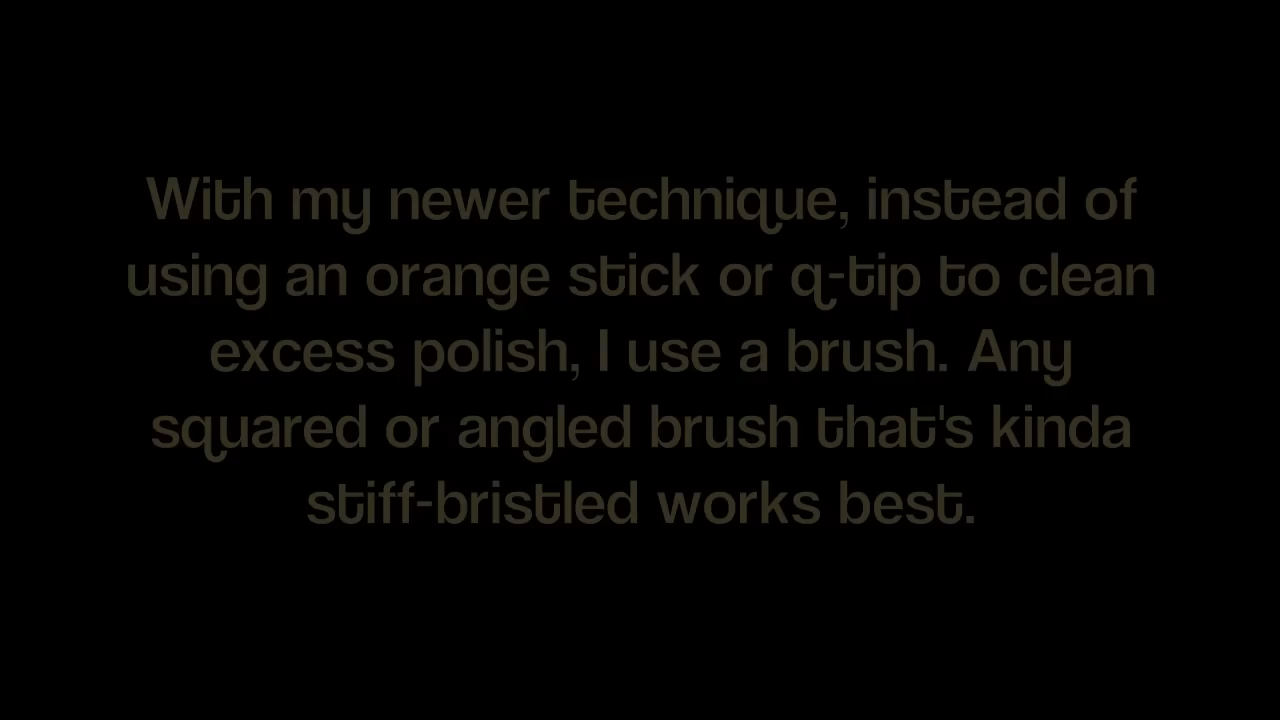 With my newer technique, instead of
using an orange stick or q-tip to clean
excess polish, I use a brush. Any
squared or angled brush that's kinda
stiff-bristled works best.